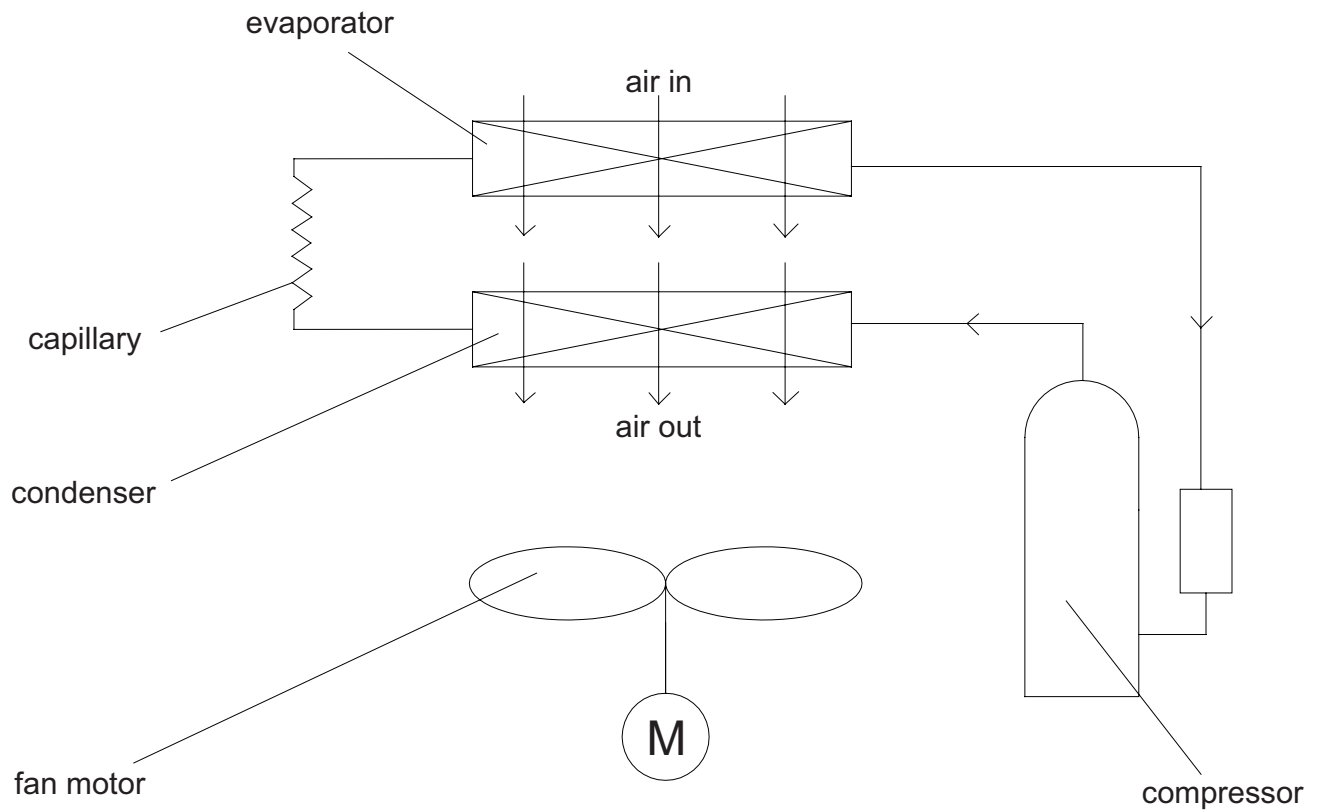 evaporator
air in
capillary
air out
condenser
M
fan motor
compressor